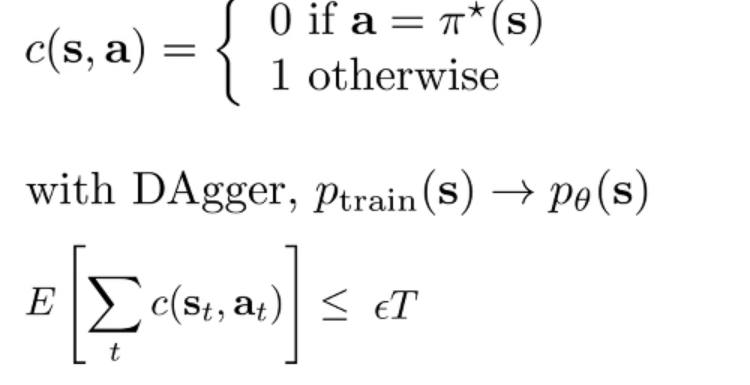 c(s, a) = { 0 if a = π*(s)
1 otherwise
with DAgger, p_train(s) → p_θ(s)
E[∑_t c(s_t, a_t)] ≤ ϵT